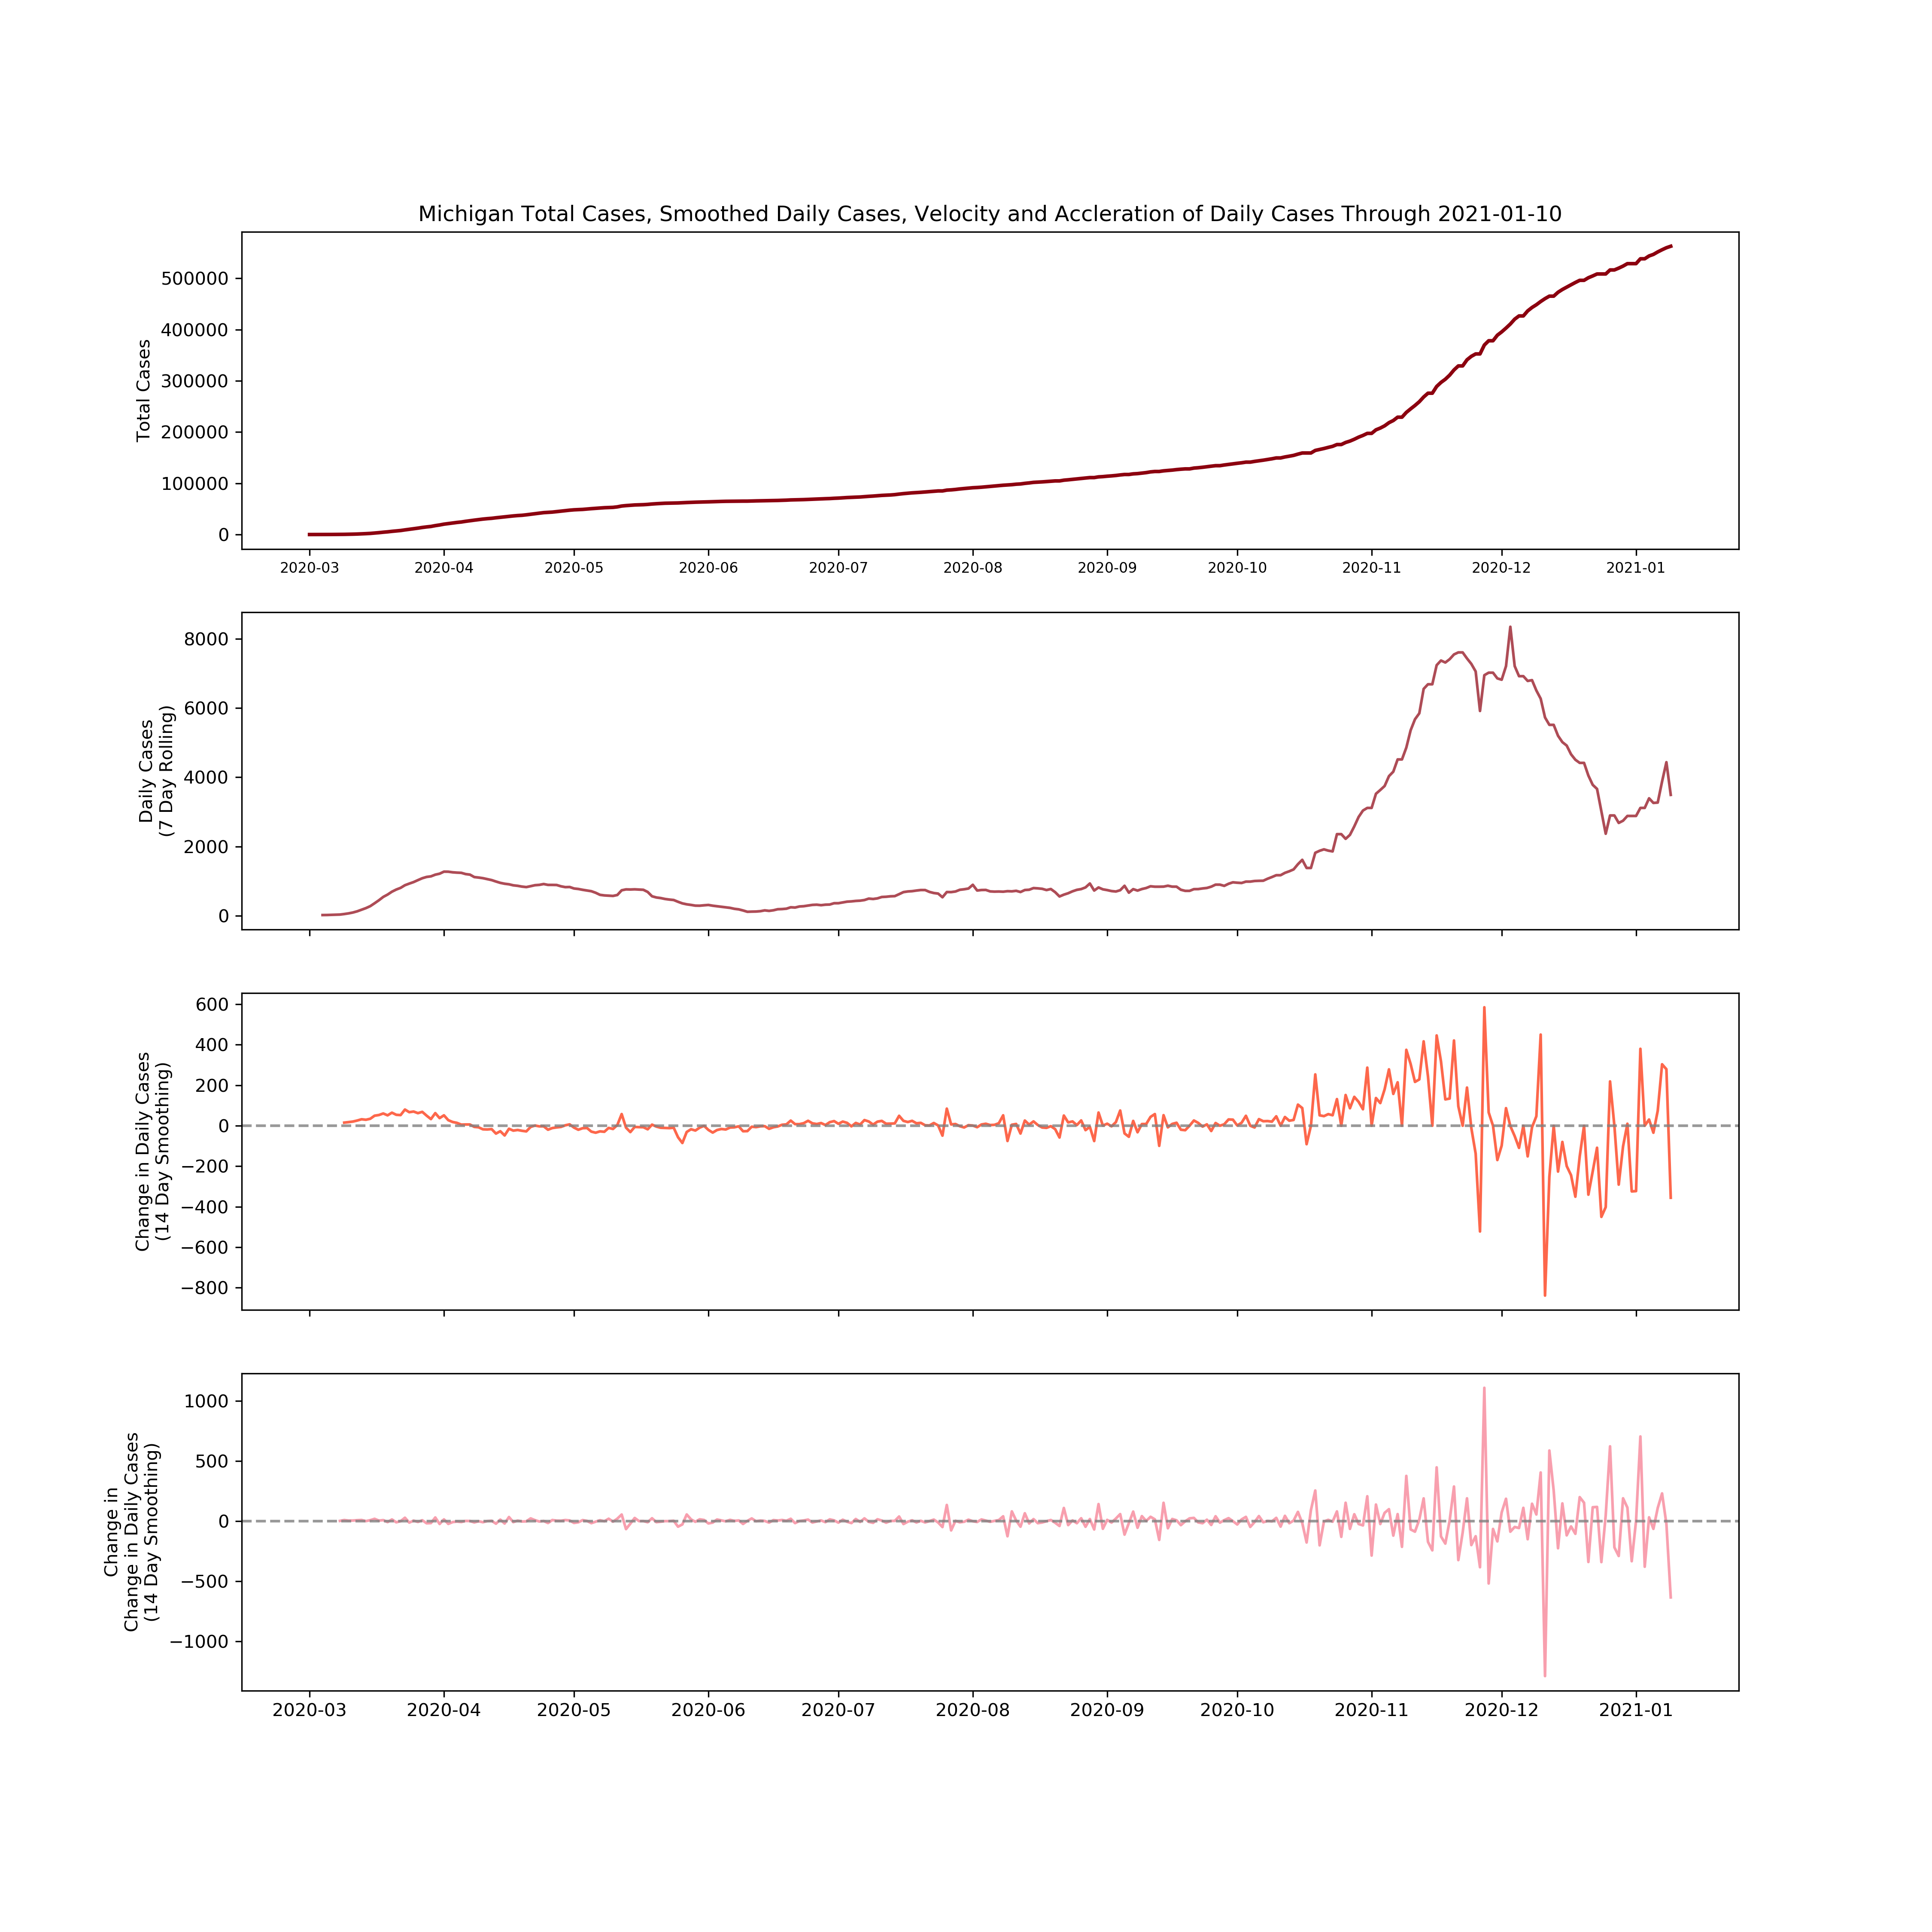 Michigan Total Cases, Smoothed Daily Cases, Velocity and Accleration of Daily Cases Through 2021-01-10
Total Cases
500000
400000
300000
200000
100000
0
2020-03 2020-04 2020-05 2020-06 2020-07 2020-08 2020-09 2020-10 2020-11 2020-12 2021-01
Daily Cases
(7 Day Rolling)
8000
6000
4000
2000
0
Change in Daily Cases
(14 Day Smoothing)
600
400
200
0
−200
−400
−600
−800
Change in
Change in Daily Cases
(14 Day Smoothing)
1000
500
0
−500
−1000
2020-03 2020-04 2020-05 2020-06 2020-07 2020-08 2020-09 2020-10 2020-11 2020-12 2021-01